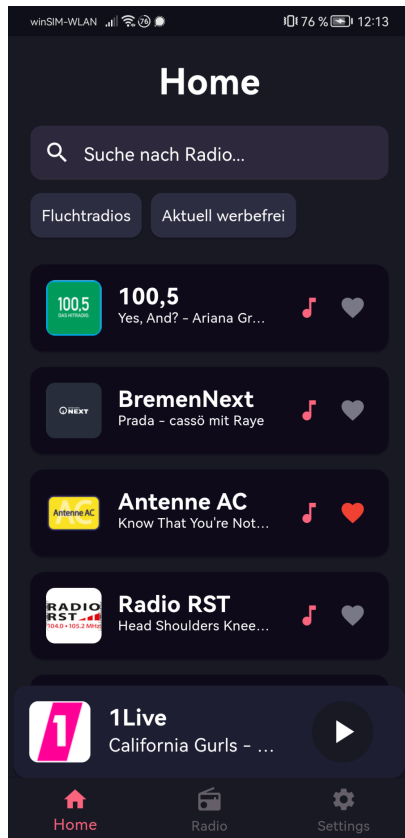 winSIM-WLAN 76 76 % 12:13
Home
Suche nach Radio...
Fluchtradios Aktuell werbefrei
100,5
DAS HITRADIO.
100,5
Yes, And? - Ariana Gr...
NEXT
BremenNext
Prada - cassö mit Raye
Antenne AC
Antenne AC
Know That You're Not...
RADIO
RST
104.0 • 105.2 MHz
Radio RST
Head Shoulders Knee...
1
1Live
California Gurls - ...
Home Radio Settings